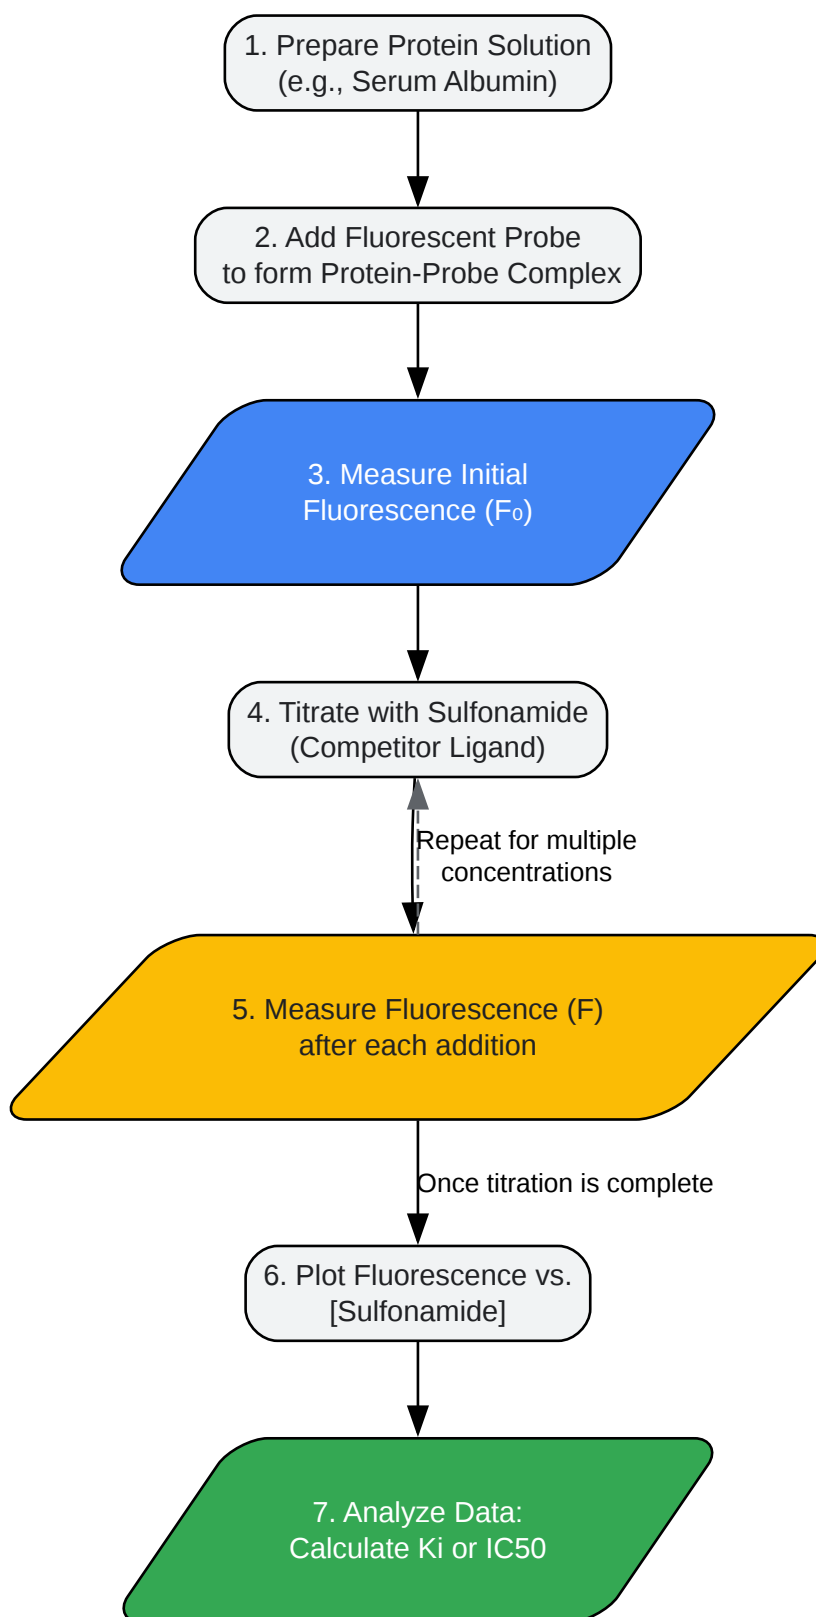 1. Prepare Protein Solution
(e.g., Serum Albumin)
2. Add Fluorescent Probe
to form Protein-Probe Complex
3. Measure Initial
Fluorescence (F₀)
4. Titrate with Sulfonamide
(Competitor Ligand)
Repeat for multiple
concentrations
5. Measure Fluorescence (F)
after each addition
Once titration is complete
6. Plot Fluorescence vs.
[Sulfonamide]
7. Analyze Data:
Calculate Ki or IC50